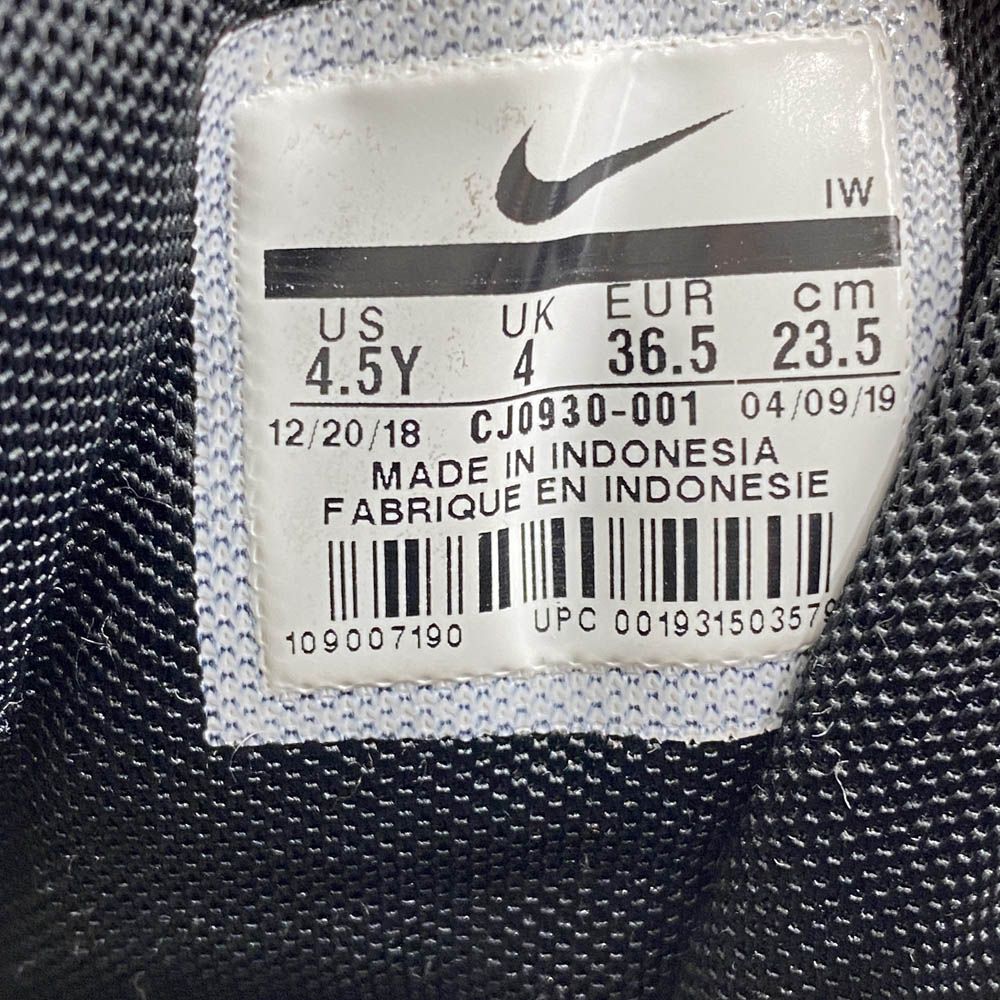 IW
US UK EUR cm
4.5Y 4 36.5 23.5
12/20/18 CJ0930-001 04/09/19
MADE IN INDONESIA
FABRIQUE EN INDONESIE
109007190 UPC 00193150357